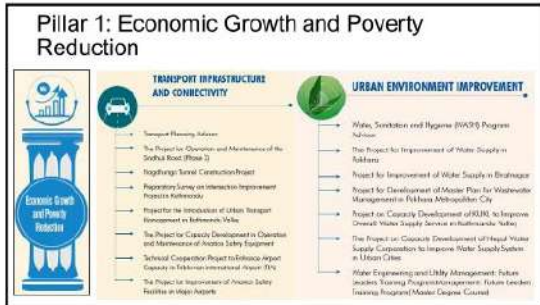 Pillar 1: Economic Growth and Poverty
Reduction
Economic Growth
and Poverty
Reduction
TRANSPORT INFRASTRUCTURE
AND CONNECTIVITY
Transport Planning Advisor
The Project for Operation and Maintenance of the
Sindhuli Road (Phase 2)
Nagdhunga Tunnel Construction Project
Preparatory Survey on Intersection Improvement
Project in Kathmandu
Project for the Introduction of Urban Transport
Management in Kathmandu Valley
The Project for Capacity Development in Operation
and Maintenance of Aviation Safety Equipment
Technical Cooperation Project to Enhance Airport
Capacity in Tribhuvan International Airport (TIA)
The Project for Improvement of Aviation Safety
Facilities in Major Airports
URBAN ENVIRONMENT IMPROVEMENT
Water, Sanitation and Hygiene (WASH) Program
Advisor
The Project for Improvement of Water Supply in
Pokhara
Project for Improvement of Water Supply in Biratnagar
Project for Development of Master Plan for Wastewater
Management in Pokhara Metropolitan City
Project on Capacity Development of KUKL to Improve
Overall Water Supply Service in Kathmandu Valley
The Project on Capacity Development of Nepal Water
Supply Corporation to Improve Water Supply System
in Urban Cities
Water Engineering and Utility Management: Future
Leaders Training Program
Training Program (Master Degree Course)